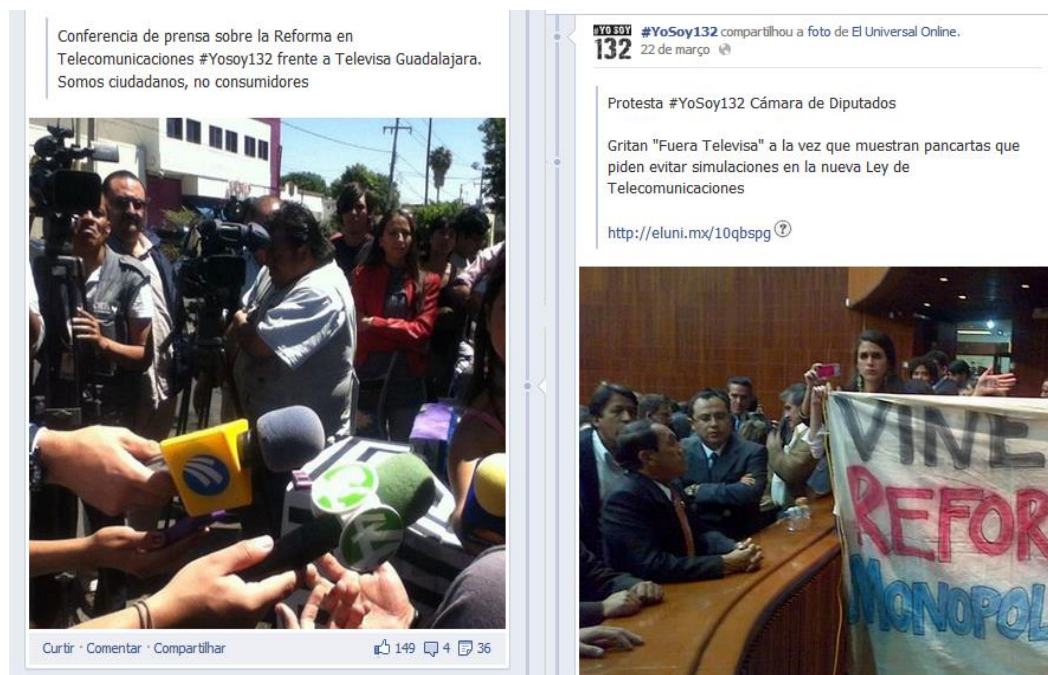 Conferencia de prensa sobre la Reforma en
Telecomunicaciones #Yosoy132 frente a Televisa Guadalajara.
Somos ciudadanos, no consumidores
Curtir · Comentar · Compartilhar
149 4 36
#YO SOY
132
#YoSoy132 compartilhou a foto de El Universal Online.
22 de março
Protesta #YoSoy132 Cámara de Diputados
Gritan "Fuera Televisa" a la vez que muestran pancartas que
piden evitar simulaciones en la nueva Ley de
Telecomunicaciones
http://eluni.mx/10qbspg ?
VINE
REFOR
MONOPOL